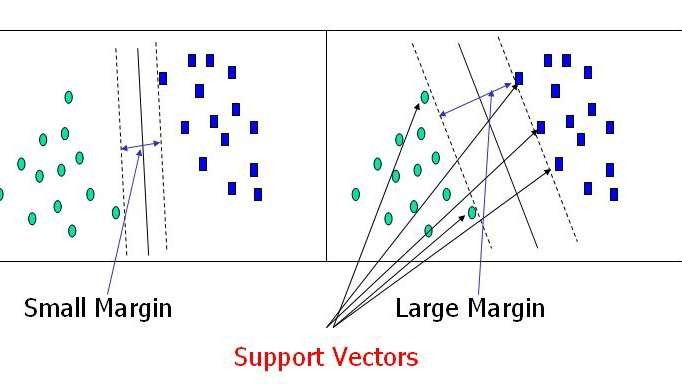 Small Margin
Large Margin
Support Vectors